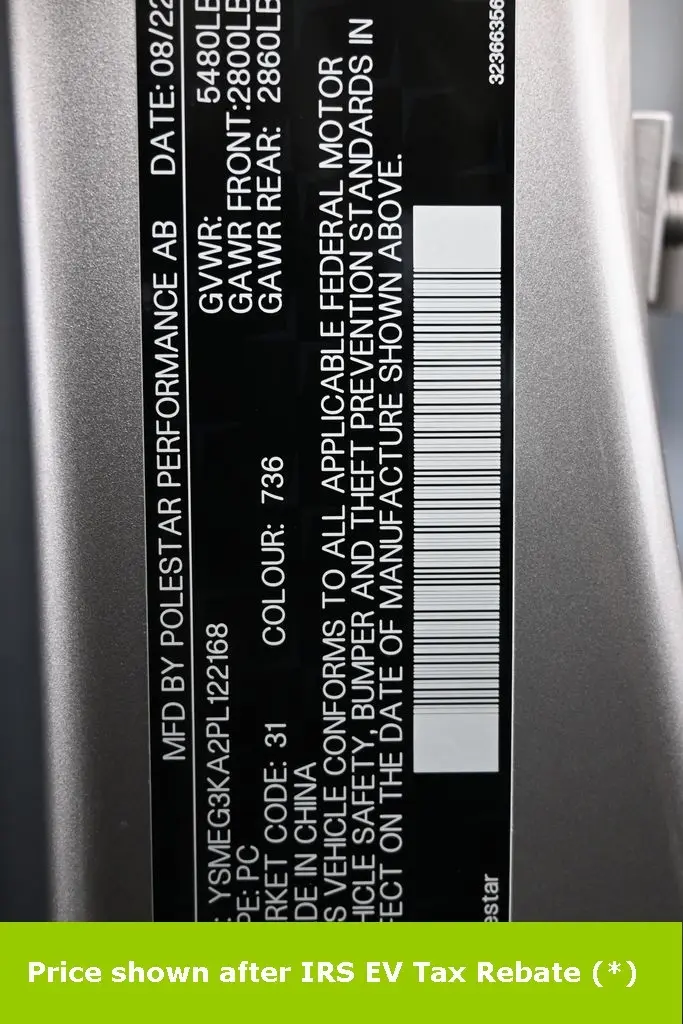 MFD BY POLESTAR PERFORMANCE AB DATE: 08/22
GVWR: 5480LB
GAWR FRONT: 2800LB
GAWR REAR: 2860LB
: YSMEG3KA2PL122168
PE: PC
RKET CODE: 31 COLOUR: 736
DE IN CHINA
S VEHICLE CONFORMS TO ALL APPLICABLE FEDERAL MOTOR
HICLE SAFETY, BUMPER AND THEFT PREVENTION STANDARDS IN
FECT ON THE DATE OF MANUFACTURE SHOWN ABOVE.
estar 32366356
Price shown after IRS EV Tax Rebate (*)